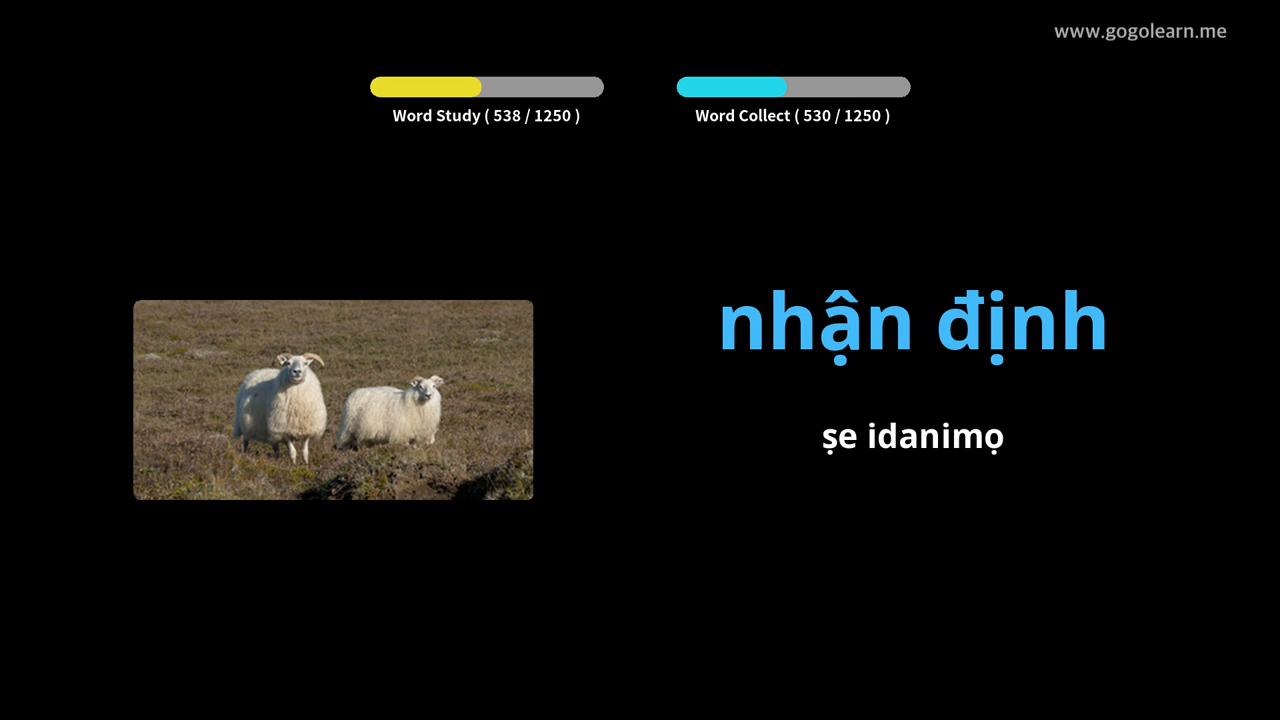 www.gogolearn.me
Word Study ( 538 / 1250 )
Word Collect ( 530 / 1250 )
nhận định
ṣe idanimọ